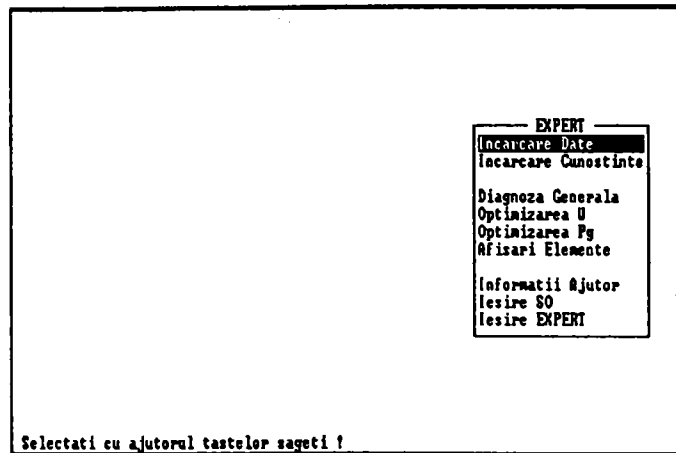 EXPERT
Incarcare Date
Incarcare Cunostinte
Diagnoza Generala
Optimizarea U
Optimizarea Pg
Afisari Elemente
Informatii Ajutor
Iesire SO
Iesire EXPERT
Selectati cu ajutorul tastelor sageti !